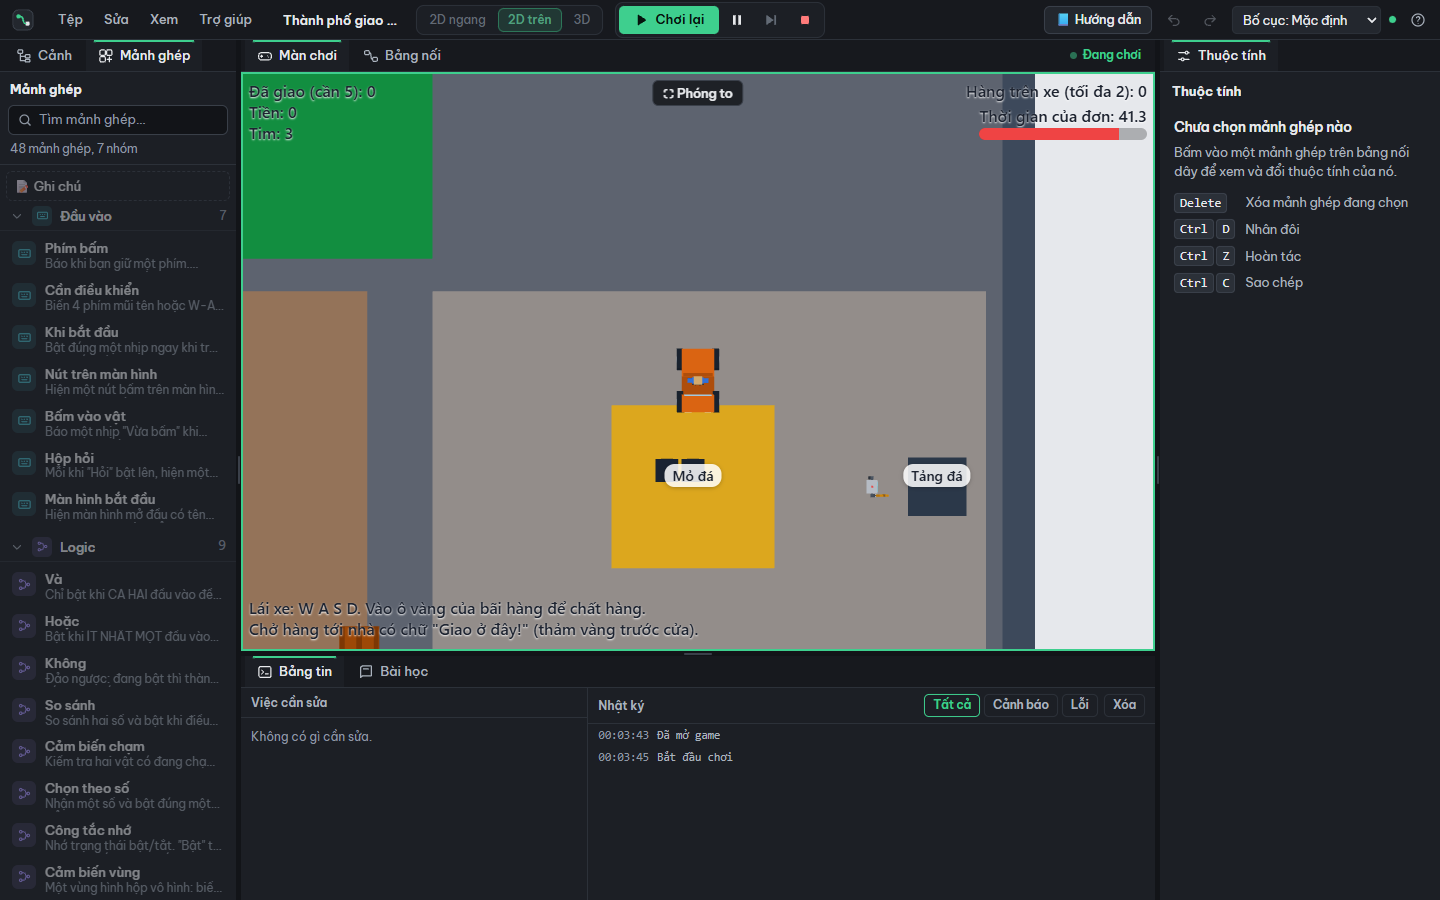 Tệp Sửa Xem Trợ giúp Thành phố giao ... 2D ngang 2D trên 3D Chơi lại Hướng dẫn Bố cục: Mặc định
Cảnh Mảnh ghép
Màn chơi Bảng nối Đang chơi
Thuộc tính
Mảnh ghép
Tìm mảnh ghép...
48 mảnh ghép, 7 nhóm
Ghi chú
Đầu vào 7
Phím bấm
Báo khi bạn giữ một phím....
Cần điều khiển
Biến 4 phím mũi tên hoặc W-A...
Khi bắt đầu
Bật đúng một nhịp ngay khi tr...
Nút trên màn hình
Hiện một nút bấm trên màn hìn...
Bấm vào vật
Báo một nhịp "Vừa bấm" khi...
Hộp hỏi
Mỗi khi "Hỏi" bật lên, hiện một...
Màn hình bắt đầu
Hiện màn hình mở đầu có tên...
Logic 9
Và
Chỉ bật khi CẢ HAI đầu vào đề...
Hoặc
Bật khi ÍT NHẤT MỘT đầu vào...
Không
Đảo ngược: đang bật thì thàn...
So sánh
So sánh hai số và bật khi điều...
Cảm biến chạm
Kiểm tra hai vật có đang chạ...
Chọn theo số
Nhận một số và bật đúng một...
Công tắc nhớ
Nhớ trạng thái bật/tắt. "Bật" t...
Cảm biến vùng
Một vùng hình hộp vô hình: biế...
Đã giao (cần 5): 0
Tiền: 0
Tim: 3
Phóng to
Hàng trên xe (tối đa 2): 0
Thời gian của đơn: 41.3
Mỏ đá
Tảng đá
Lái xe: W A S D. Vào ô vàng của bãi hàng để chất hàng.
Chở hàng tới nhà có chữ "Giao ở đây!" (thảm vàng trước cửa).
Bảng tin Bài học
Việc cần sửa
Không có gì cần sửa.
Nhật ký Tất cả Cảnh báo Lỗi Xóa
00:03:43 Đã mở game
00:03:45 Bắt đầu chơi
Thuộc tính
Chưa chọn mảnh ghép nào
Bấm vào một mảnh ghép trên bảng nối
dây để xem và đổi thuộc tính của nó.
Delete Xóa mảnh ghép đang chọn
Ctrl D Nhân đôi
Ctrl Z Hoàn tác
Ctrl C Sao chép